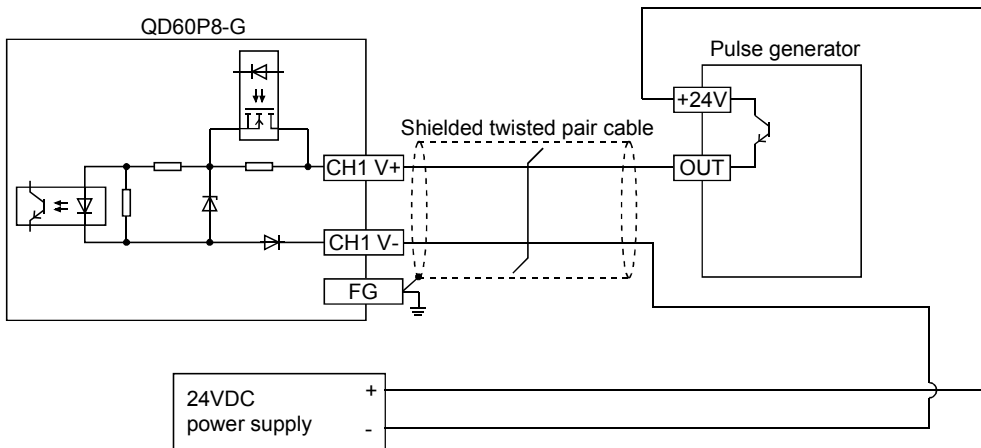 QD60P8-G
Pulse generator
+24V
Shielded twisted pair cable
CH1 V+
OUT
CH1 V-
FG
24VDC
power supply
+
-